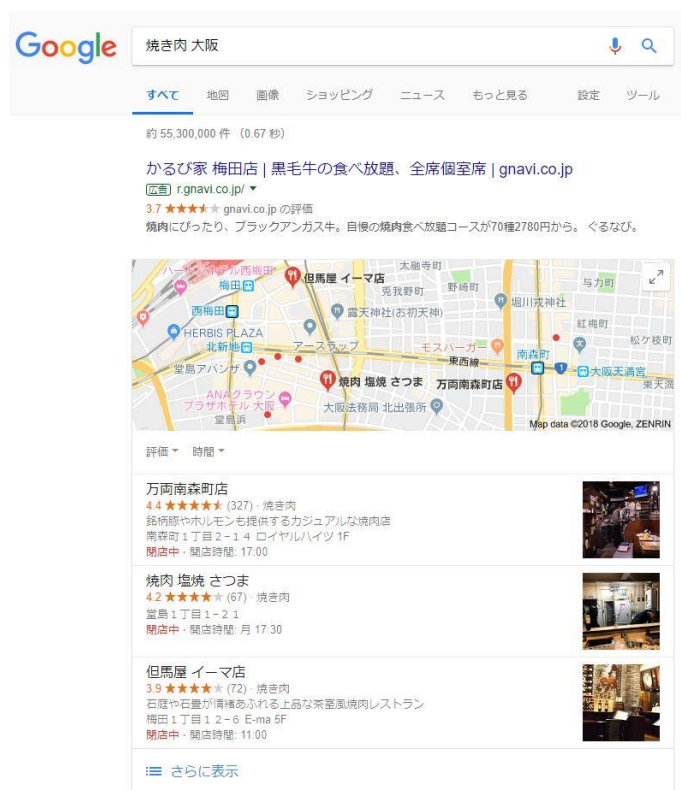 Google
焼き肉 大阪
すべて 地図 画像 ショッピング ニュース もっと見る 設定 ツール
約 55,300,000 件 （0.67 秒）
かるび家 梅田店 | 黒毛牛の食べ放題、全席個室席 | gnavi.co.jp
広告 r.gnavi.co.jp/
3.7 gnavi.co.jp の評価
焼肉にぴったり、ブラックアンガス牛。自慢の焼肉食べ放題コースが70種2780円から。 ぐるなび。
太融寺町
ハートンホテル西梅田
但馬屋 イーマ店
梅田
兎我野町
野崎町
与力町
堀川戎神社
西梅田
露天神社(お初天神)
紅梅町
HERBIS PLAZA
北新地
アースラップ
モスバーガー
松ケ枝町
東西線
南森町
堂島アバンザ
1
大阪天満宮
焼肉 塩焼 さつま
万両南森町店
東天満
ANAクラウン
プラザホテル 大阪
大阪法務局 北出張所
堂島浜
Map data ©2018 Google, ZENRIN
評価 時間
万両南森町店
4.4 (327) · 焼き肉
銘柄豚やホルモンも提供するカジュアルな焼肉店
南森町１丁目２−１４ ロイヤルハイツ 1F
閉店中 · 開店時間: 17:00
焼肉 塩焼 さつま
4.2 (67) · 焼き肉
堂島１丁目１−２１
閉店中 · 開店時間: 月 17:30
但馬屋 イーマ店
3.9 (72) · 焼き肉
石庭や石畳が情緒あふれる上品な茶室風焼肉レストラン
梅田１丁目１２−６ E-ma 5F
閉店中 · 開店時間: 11:00
さらに表示